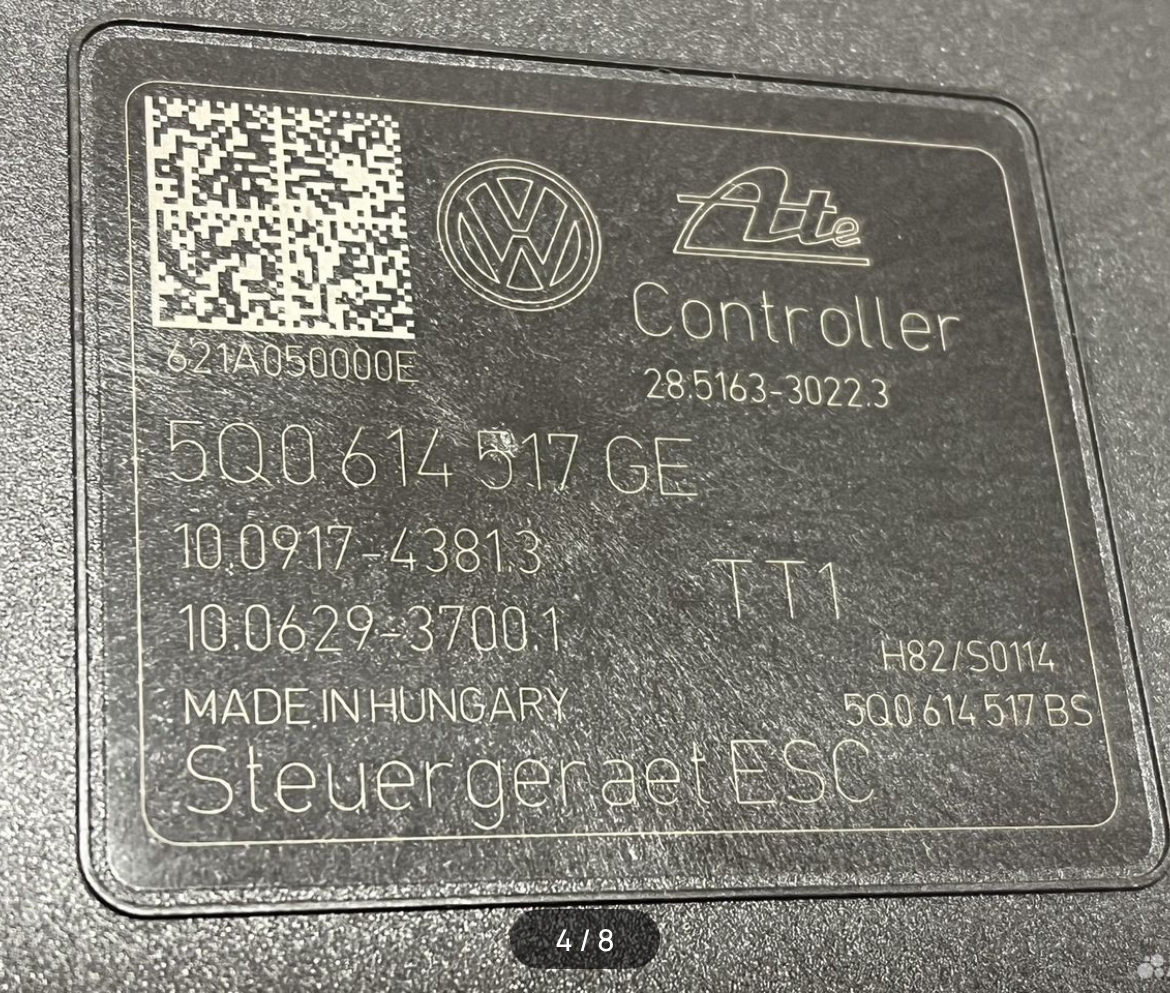 Ate
Controller
621A050000E
28.5163-3022.3
5Q0 614 517 GE
10.0917-4381.3
TT1
10.0629-3700.1
H82/S0114
MADE IN HUNGARY
5Q0 614 517 BS
Steuergeraet ESC
4/8